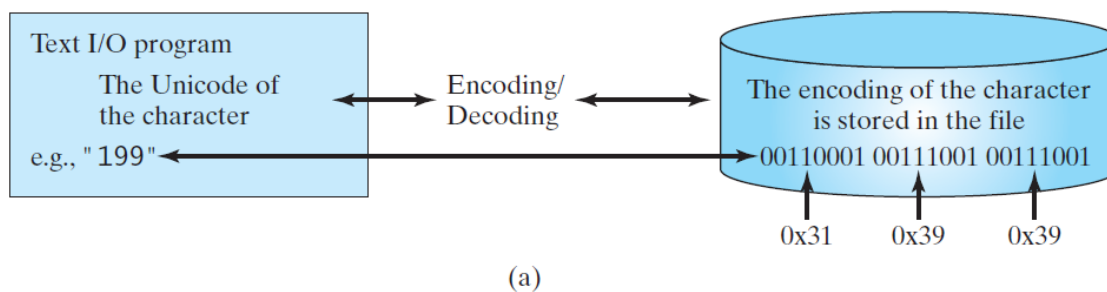 Text I/O program
The Unicode of
the character
e.g., "199"
Encoding/
Decoding
The encoding of the character
is stored in the file
00110001 00111001 00111001
0x31 0x39 0x39
(a)